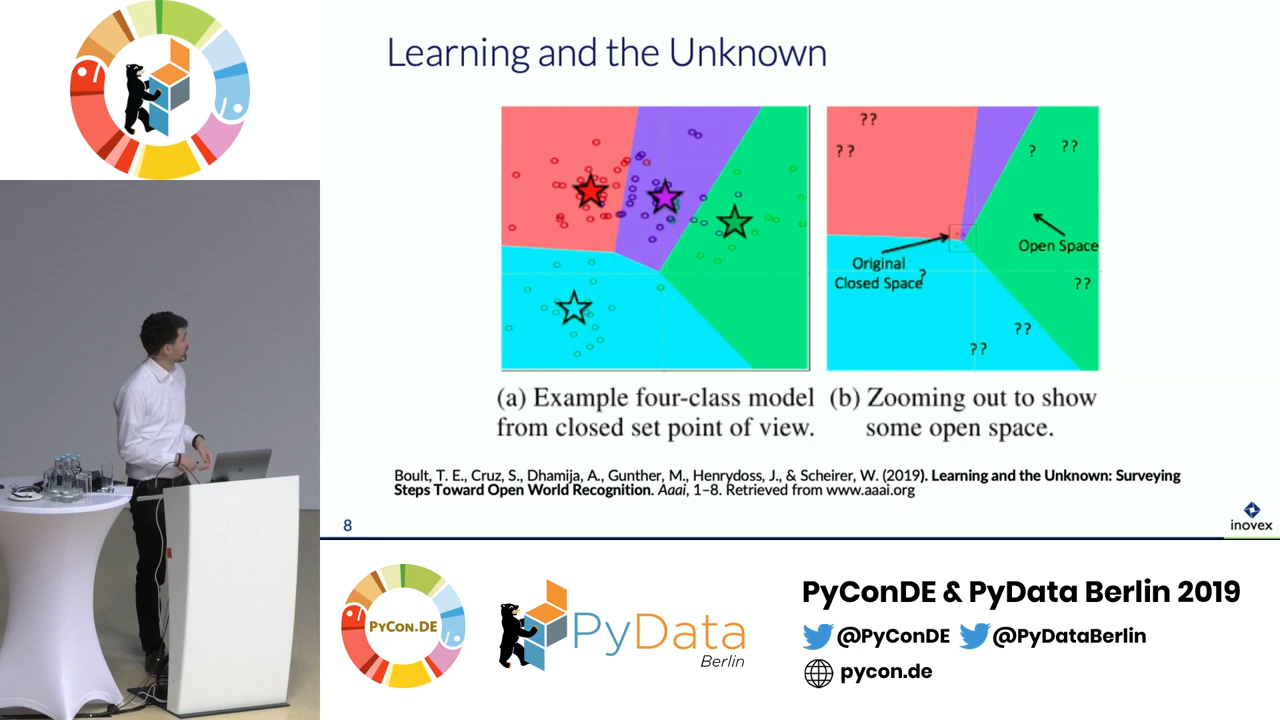 Learning and the Unknown
??
??
?
??
Open Space
Original
Closed Space
?
??
??
??
(a) Example four-class model
from closed set point of view.
(b) Zooming out to show
some open space.
Boult, T. E., Cruz, S., Dhamija, A., Gunther, M., Henrydoss, J., & Scheirer, W. (2019). Learning and the Unknown: Surveying
Steps Toward Open World Recognition. Aaai, 1–8. Retrieved from www.aaai.org
8
inovex
PYCON.DE
PyData
Berlin
PyConDE & PyData Berlin 2019
@PyConDE @PyDataBerlin
pycon.de